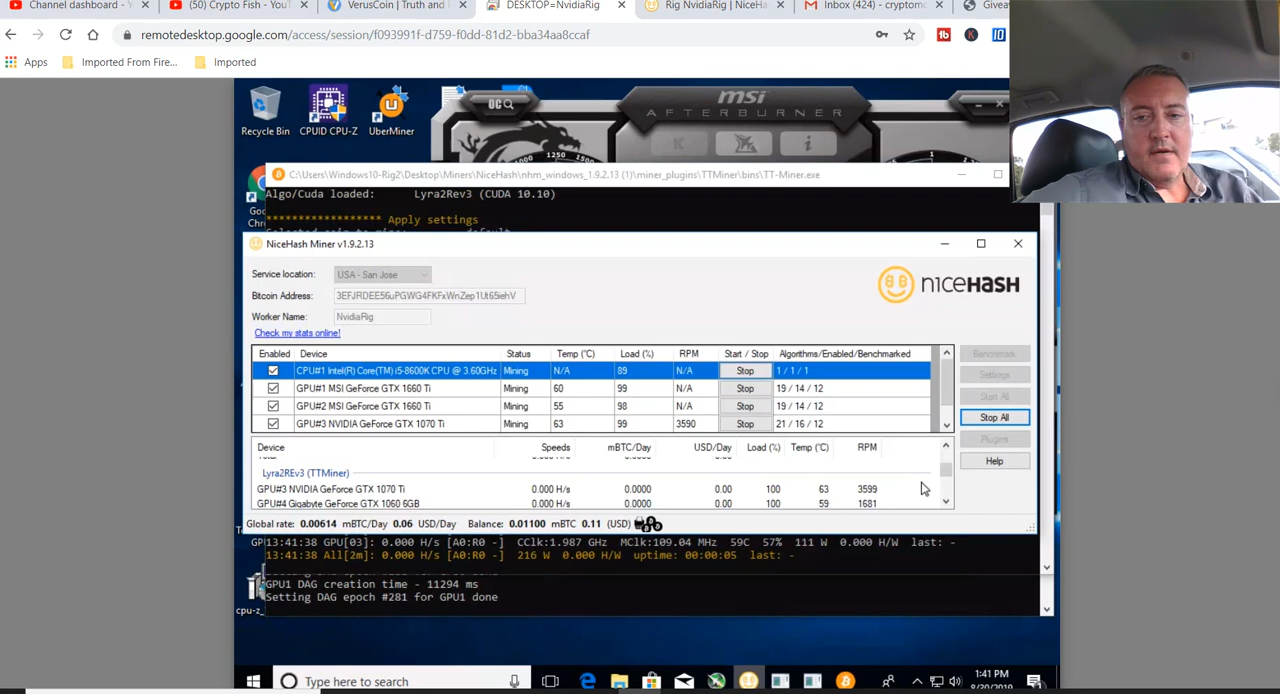 Channel dashboard - Y
(50) Crypto Fish - YouT
VerusCoin | Truth and
DESKTOP=NvidiaRig
Rig NvidiaRig | NiceHa
Inbox (424) - cryptom
Givea
remotedesktop.google.com/access/session/f093991f-d759-f0dd-81d2-bba34aa8ccaf
Apps
Imported From Fire...
Imported
Recycle Bin
CPUID CPU-Z
UberMiner
OC
msi
AFTERBURNER
C:\Users\Windows10-Rig2\Desktop\Miners\NiceHash\nhm_windows_1.9.2.13 (1)\miner_plugins\TTMiner\bins\TT-Miner.exe
Algo/Cuda loaded: Lyra2Rev3 (CUDA 10.10)
***************** Apply settings
NiceHash Miner v1.9.2.13
Service location: USA - San Jose
Bitcoin Address: 3EFJRDEE56uPGWG4FKFxWnZep1Ut65iehV
Worker Name: NvidiaRig
Check my stats online!
NICEHASH
Enabled Device Status Temp (°C) Load (%) RPM Start / Stop Algorithms/Enabled/Benchmarked
CPU#1 Intel(R) Core(TM) i5-8600K CPU @ 3.60GHz Mining N/A 89 Stop 1 / 1 / 1
GPU#1 MSI GeForce GTX 1660 Ti Mining 60 99 N/A Stop 19 / 14 / 12
GPU#2 MSI GeForce GTX 1660 Ti Mining 55 98 N/A Stop 19 / 14 / 12
GPU#3 NVIDIA GeForce GTX 1070 Ti Mining 63 99 3590 Stop 21 / 16 / 12
Benchmark
Settings
Start All
Stop All
Plugins
Help
Device Speeds mBTC/Day USD/Day Load (%) Temp (°C) RPM
Lyra2REv3 (TTMiner)
GPU#3 NVIDIA GeForce GTX 1070 Ti 0.000 H/s 0.0000 0.00 100 63 3599
GPU#4 Gigabyte GeForce GTX 1060 6GB 0.000 H/s 0.0000 0.00 100 59 1681
Global rate: 0.00614 mBTC/Day 0.06 USD/Day Balance: 0.01100 mBTC 0.11 (USD)
13:41:38 GPU[03]: 0.000 H/s [A0:R0 -] CClk:1.987 GHz MClk:109.04 MHz 59C 57% 111 W 0.000 H/W last: -
13:41:38 All[2m]: 0.000 H/s [A0:R0 -] 216 W 0.000 H/W uptime: 00:00:05 last: -
GPU1 DAG creation time - 11294 ms
Setting DAG epoch #281 for GPU1 done
cpu-z_
Type here to search
1:41 PM